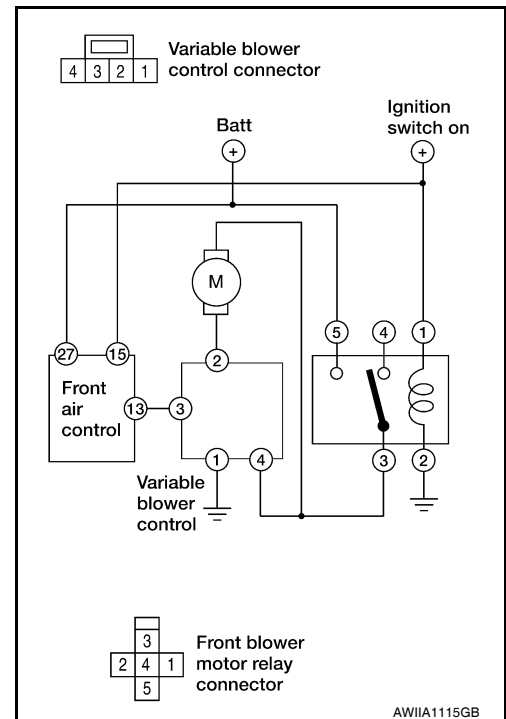 Variable blower
control connector
4 3 2 1
Ignition
switch on
Batt
+
+
M
5 4 1
27 15
Front
air
control
13 3
2
1 4
3 2
Variable
blower
control
3
2 4 1
5
Front blower
motor relay
connector
AWIIA1115GB